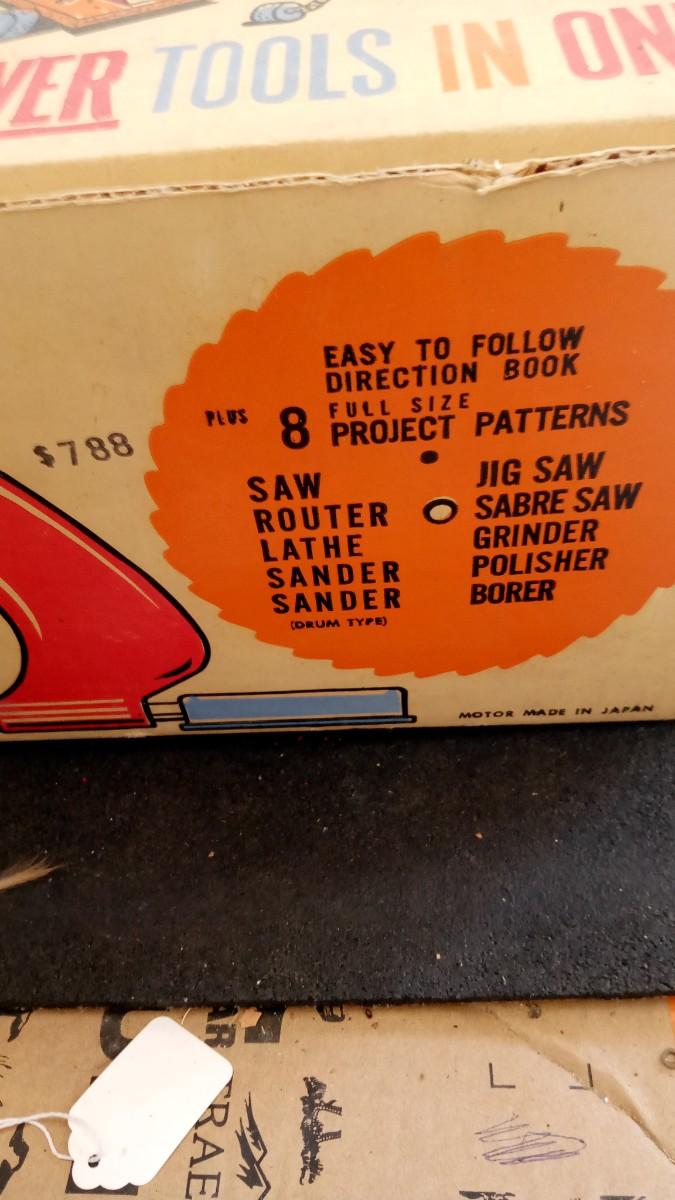 TOOLS IN
EASY TO FOLLOW
DIRECTION BOOK
PLUS 8 FULL SIZE
PROJECT PATTERNS
$788
SAW
ROUTER
LATHE
SANDER
SANDER
(DRUM TYPE)
JIG SAW
SABRE SAW
GRINDER
POLISHER
BORER
MOTOR MADE IN JAPAN